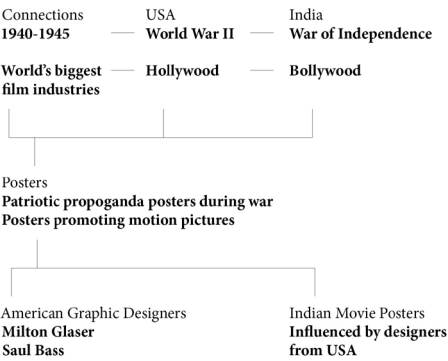 Connections USA India
1940-1945 World War II War of Independence
World's biggest Hollywood Bollywood
film industries
Posters
Patriotic propoganda posters during war
Posters promoting motion pictures
American Graphic Designers Indian Movie Posters
Milton Glaser Influenced by designers
Saul Bass from USA